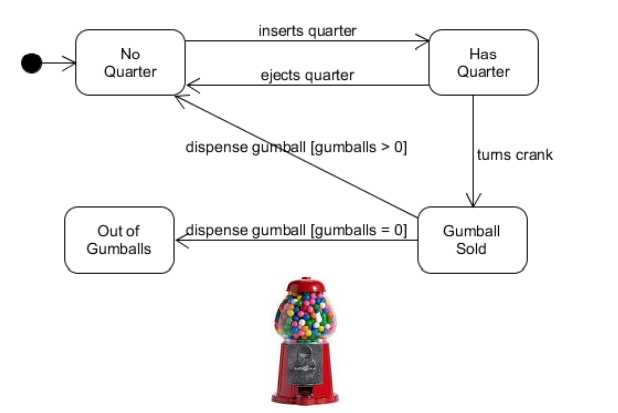 inserts quarter
No
Quarter
Has
Quarter
ejects quarter
dispense gumball [gumballs > 0]
turns crank
Out of
Gumballs
dispense gumball [gumballs = 0]
Gumball
Sold